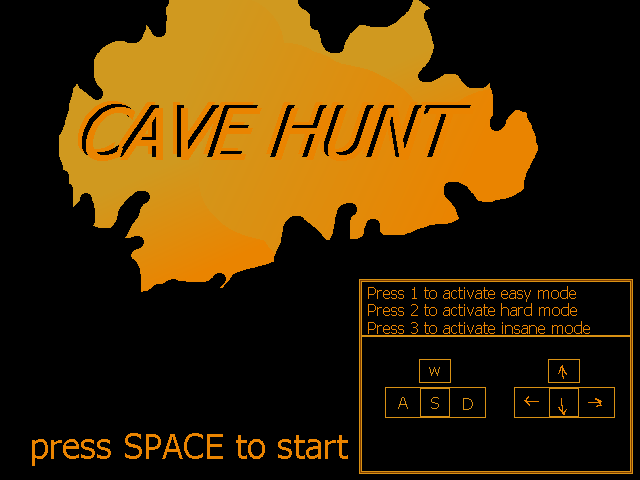 CAVE HUNT
Press 1 to activate easy mode
Press 2 to activate hard mode
Press 3 to activate insane mode
W ↑
A S D ← ↓ →
press SPACE to start